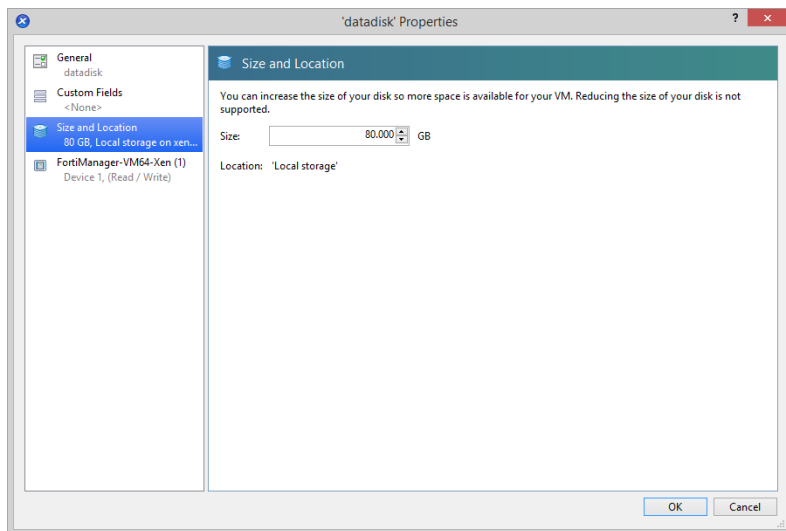 'datadisk' Properties
?
General
datadisk
Custom Fields
<None>
Size and Location
80 GB, Local storage on xen...
FortiManager-VM64-Xen (1)
Device 1, (Read / Write)
Size and Location
You can increase the size of your disk so more space is available for your VM. Reducing the size of your disk is not
supported.
Size: 80.000 GB
Location: 'Local storage'
OK Cancel